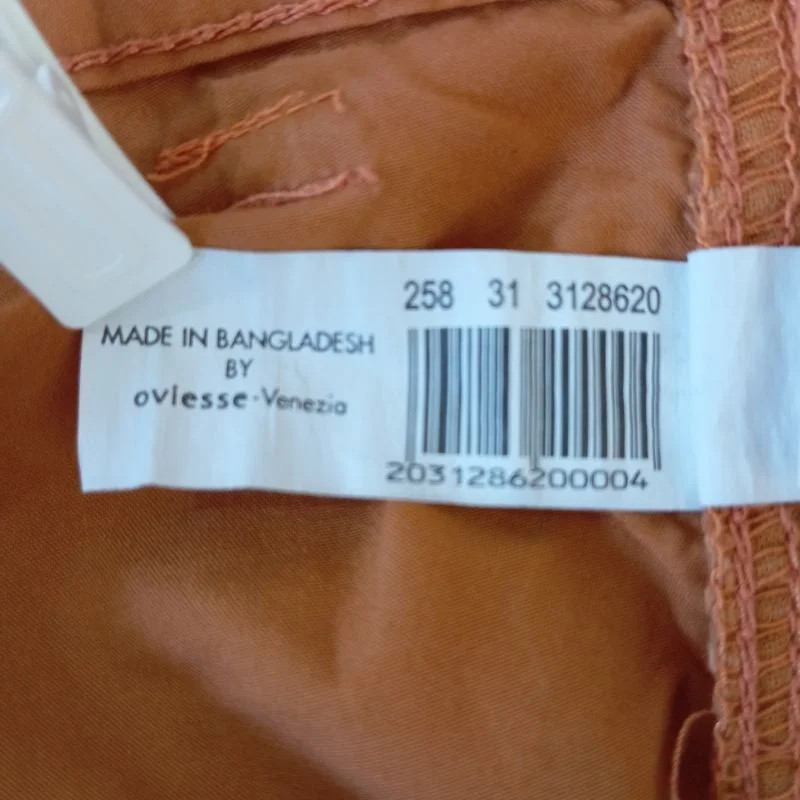 258 31 3128620
MADE IN BANGLADESH
BY
oviesse-Venezia
2031286200004